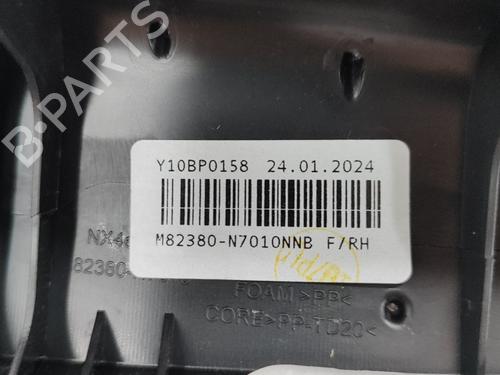 B-PARTS
Y10BP0158 24.01.2024
M82380-N7010NNB F/RH
FOAM>PP<
CORE>PP-TD20<